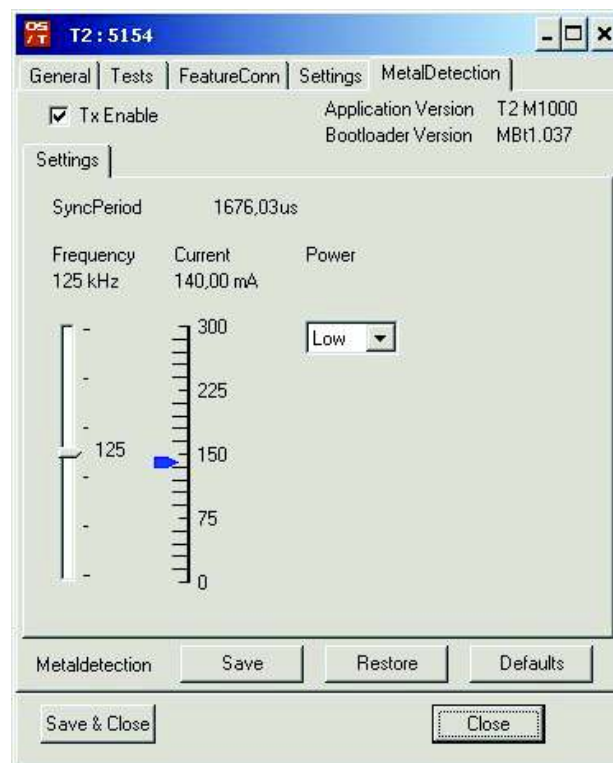 OS
/T
T2 : 5154
General Tests FeatureConn Settings MetalDetection
Tx Enable
Application Version T2 M1000
Bootloader Version MBt1.037
Settings
SyncPeriod 1676,03us
Frequency Current Power
125 kHz 140,00 mA
300
Low
225
125
150
75
0
Metaldetection Save Restore Defaults
Save & Close Close